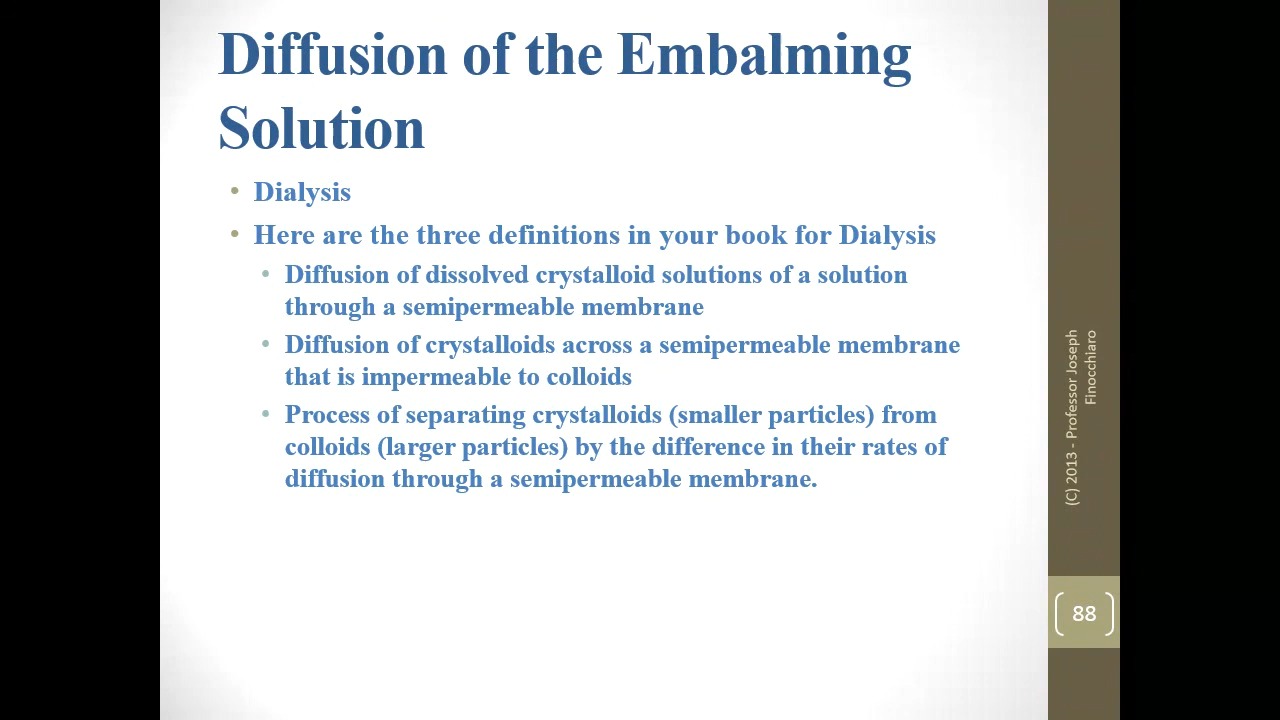 Diffusion of the Embalming
Solution
• Dialysis
• Here are the three definitions in your book for Dialysis
• Diffusion of dissolved crystalloid solutions of a solution
through a semipermeable membrane
• Diffusion of crystalloids across a semipermeable membrane
that is impermeable to colloids
• Process of separating crystalloids (smaller particles) from
colloids (larger particles) by the difference in their rates of
diffusion through a semipermeable membrane.
(C) 2013 - Professor Joseph
Finocchiaro
88